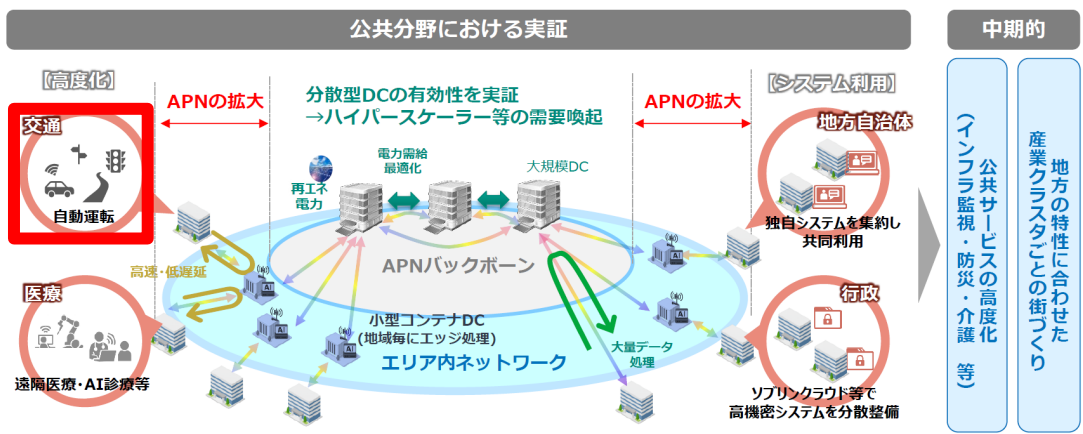 公共分野における実証
中期的
【高度化】
【システム利用】
APNの拡大
分散型DCの有効性を実証
→ハイパースケーラー等の需要喚起
APNの拡大
交通
自動運転
地方自治体
独自システムを集約し
共同利用
電力需給
最適化
大規模DC
再エネ
電力
高速・低遅延
APNバックボーン
医療
遠隔医療・AI診療等
行政
ソブリンクラウド等で
高機密システムを分散整備
AI
AI
AI
AI
AI
小型コンテナDC
(地域毎にエッジ処理)
エリア内ネットワーク
大量データ
処理
地方の特性に合わせた
産業クラスタごとの街づくり
公共サービスの高度化
(インフラ監視・防災・介護 等)